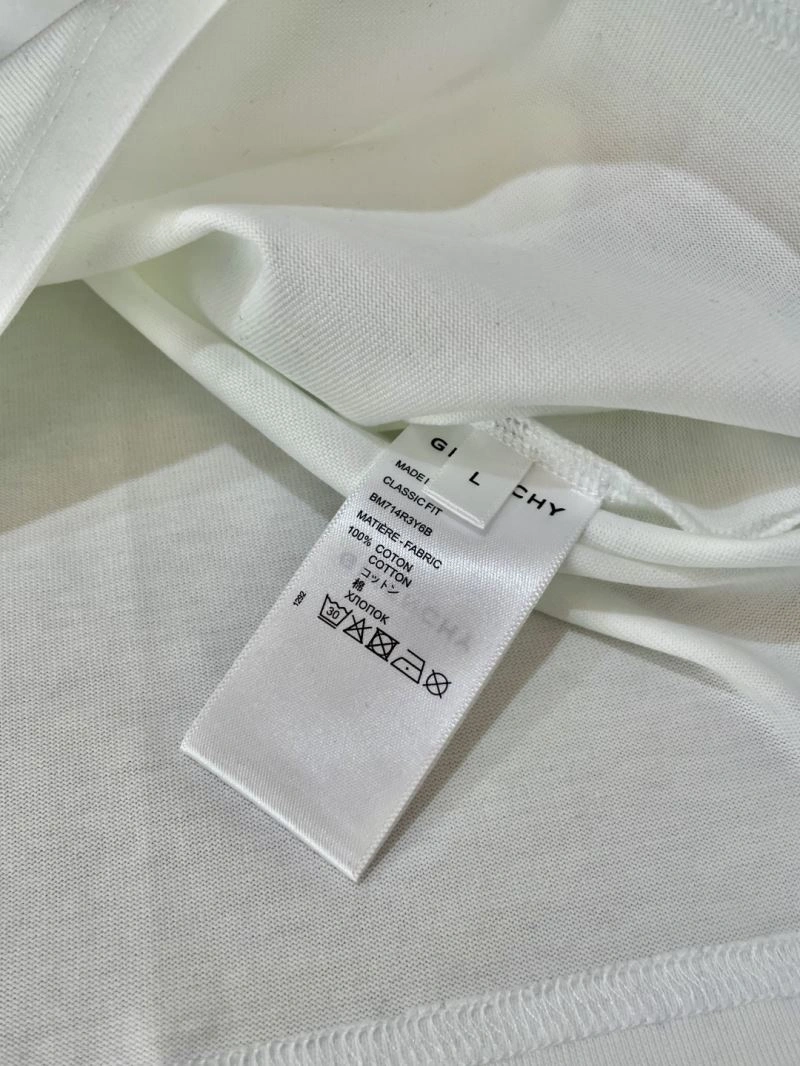 GI CHY
L
MADE I
CLASSIC FIT
BM714R3Y6B
MATIÈRE - FABRIC
100% COTON
COTTON
コットン
棉
ХЛОПОК
30
1292